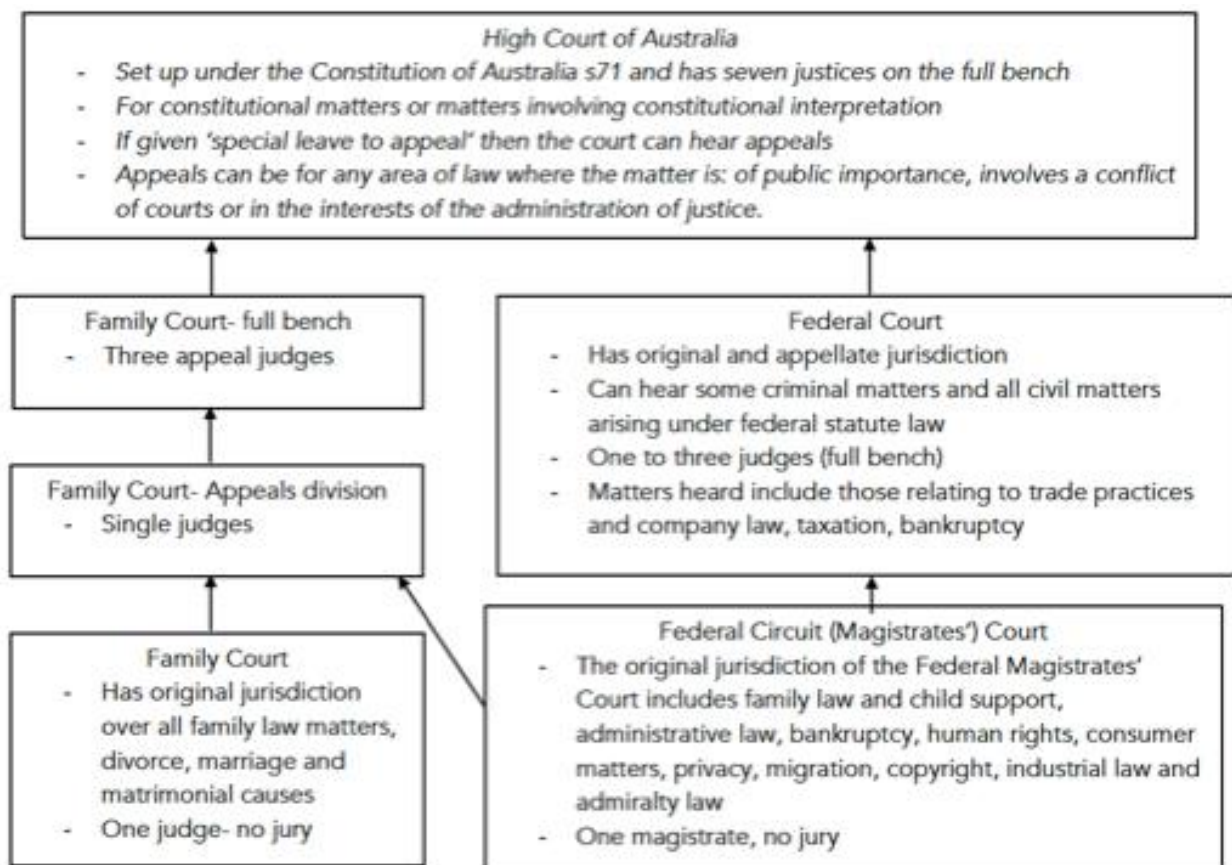 High Court of Australia
- Set up under the Constitution of Australia s71 and has seven justices on the full bench
- For constitutional matters or matters involving constitutional interpretation
- If given 'special leave to appeal' then the court can hear appeals
- Appeals can be for any area of law where the matter is: of public importance, involves a conflict
of courts or in the interests of the administration of justice.
Family Court- full bench
- Three appeal judges
Federal Court
- Has original and appellate jurisdiction
- Can hear some criminal matters and all civil matters
arising under federal statute law
- One to three judges (full bench)
- Matters heard include those relating to trade practices
and company law, taxation, bankruptcy
Family Court- Appeals division
- Single judges
Family Court
- Has original jurisdiction
over all family law matters,
divorce, marriage and
matrimonial causes
- One judge- no jury
Federal Circuit (Magistrates') Court
- The original jurisdiction of the Federal Magistrates'
Court includes family law and child support,
administrative law, bankruptcy, human rights, consumer
matters, privacy, migration, copyright, industrial law and
admiralty law
- One magistrate, no jury